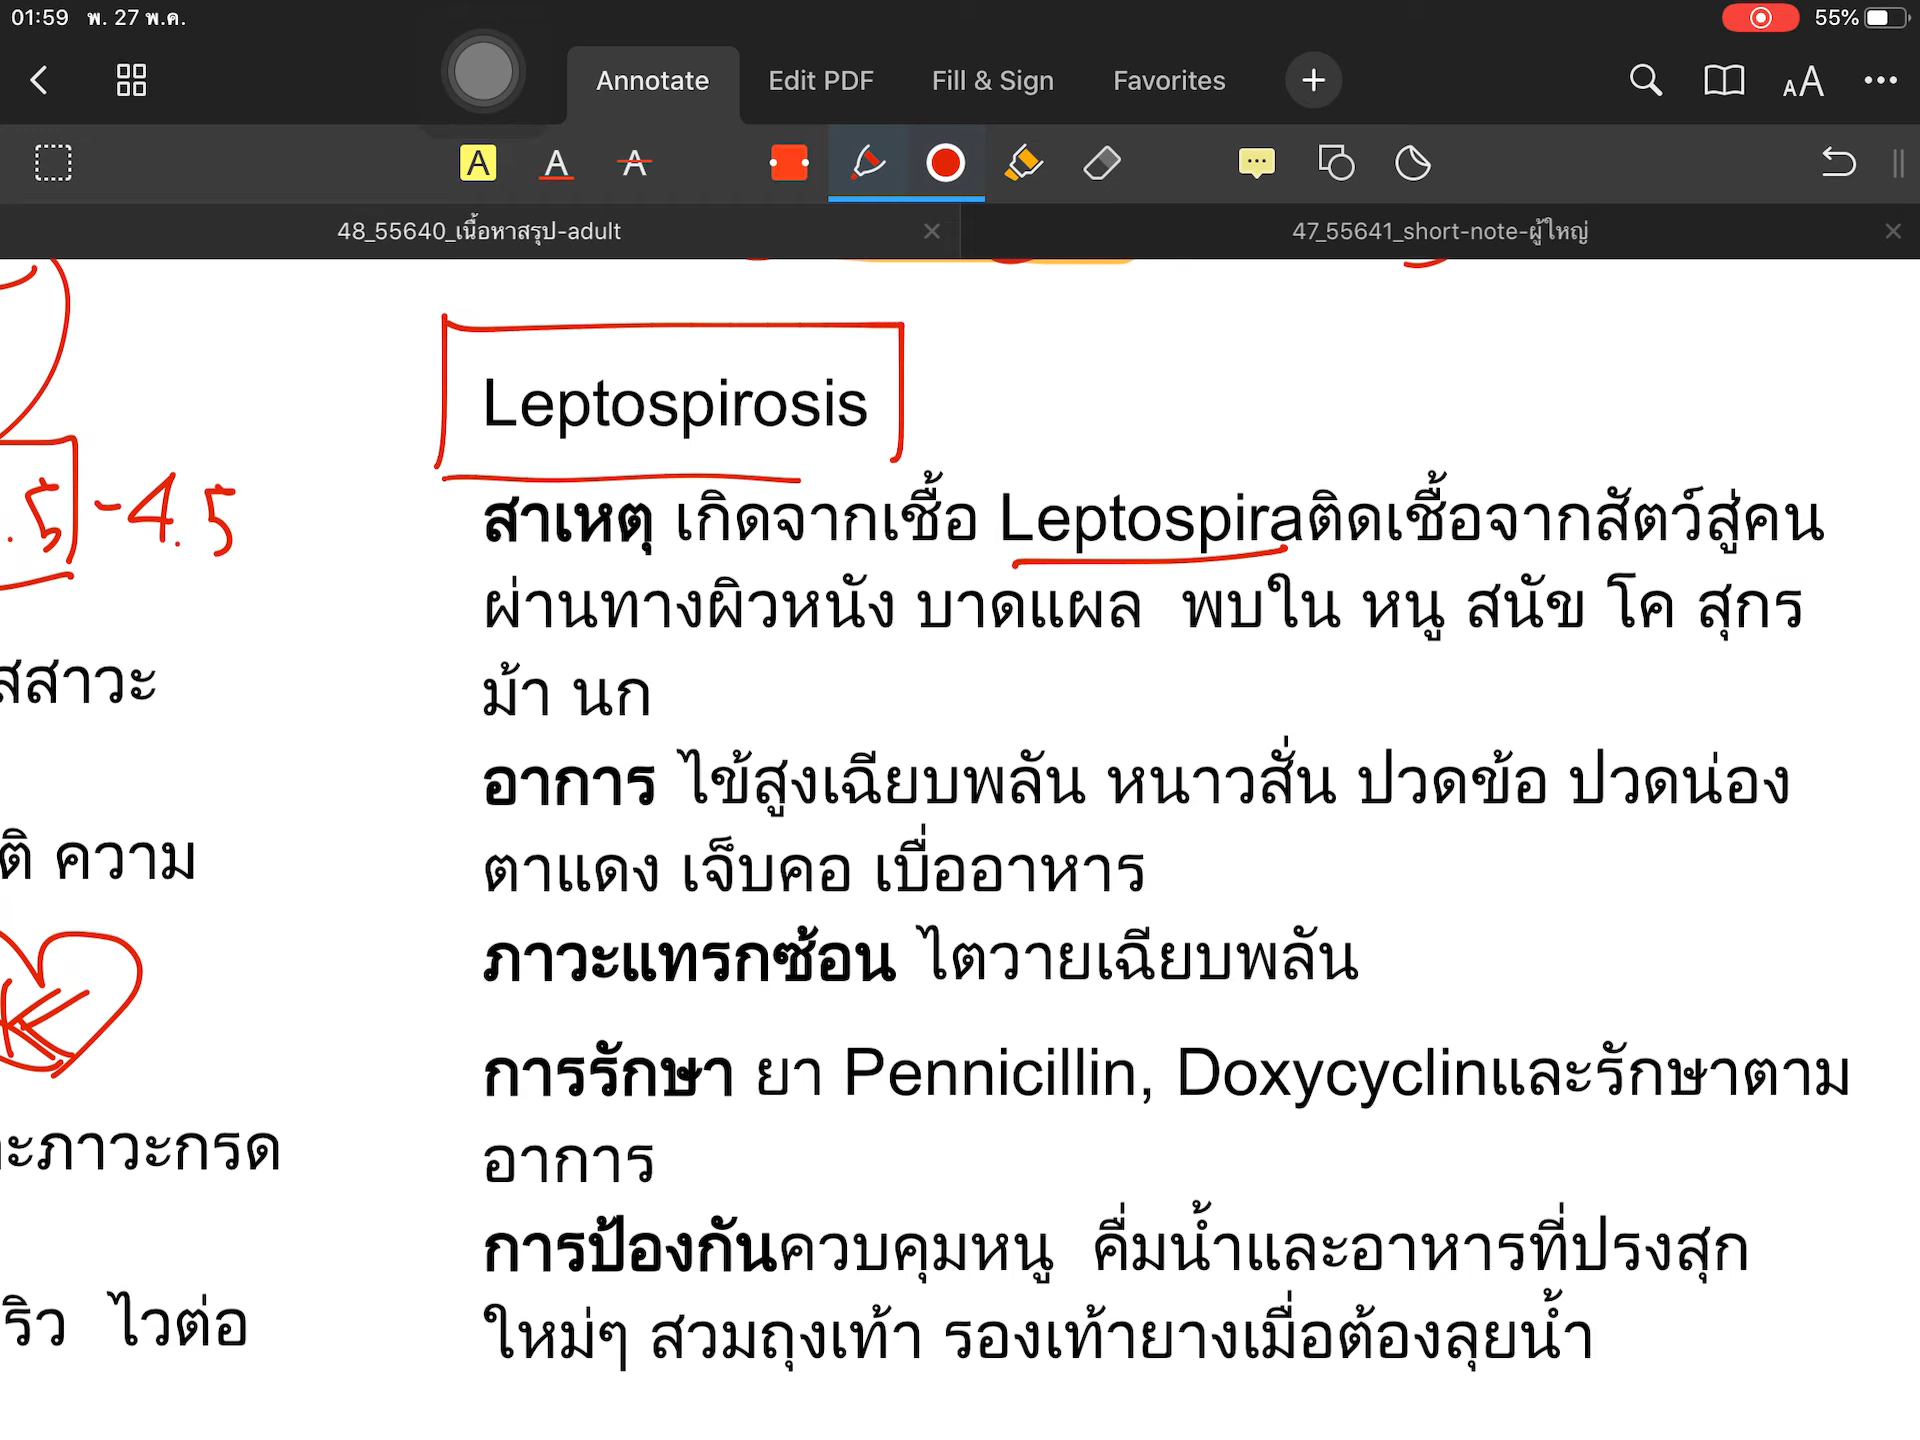 01:59 พ. 27 พ.ค.
55%
Annotate Edit PDF Fill & Sign Favorites
48_55640_เนื้อหาสรุป-adult
47_55641_short-note-ผู้ใหญ่
Leptospirosis
.5 -4.5
สาเหตุ เกิดจากเชื้อ Leptospiraติดเชื้อจากสัตว์สู่คน
ผ่านทางผิวหนัง บาดแผล พบใน หนู สนัข โค สุกร
ม้า นก
สสาวะ
อาการ ไข้สูงเฉียบพลัน หนาวสั่น ปวดข้อ ปวดน่อง
ตาแดง เจ็บคอ เบื่ออาหาร
ติ ความ
ภาวะแทรกซ้อน ไตวายเฉียบพลัน
K
การรักษา ยา Pennicillin, Doxycyclinและรักษาตาม
อาการ
ะภาวะกรด
การป้องกันควบคุมหนู คื่มน้ำและอาหารที่ปรงสุก
ใหม่ๆ สวมถุงเท้า รองเท้ายางเมื่อต้องลุยน้ำ
ริว ไวต่อ